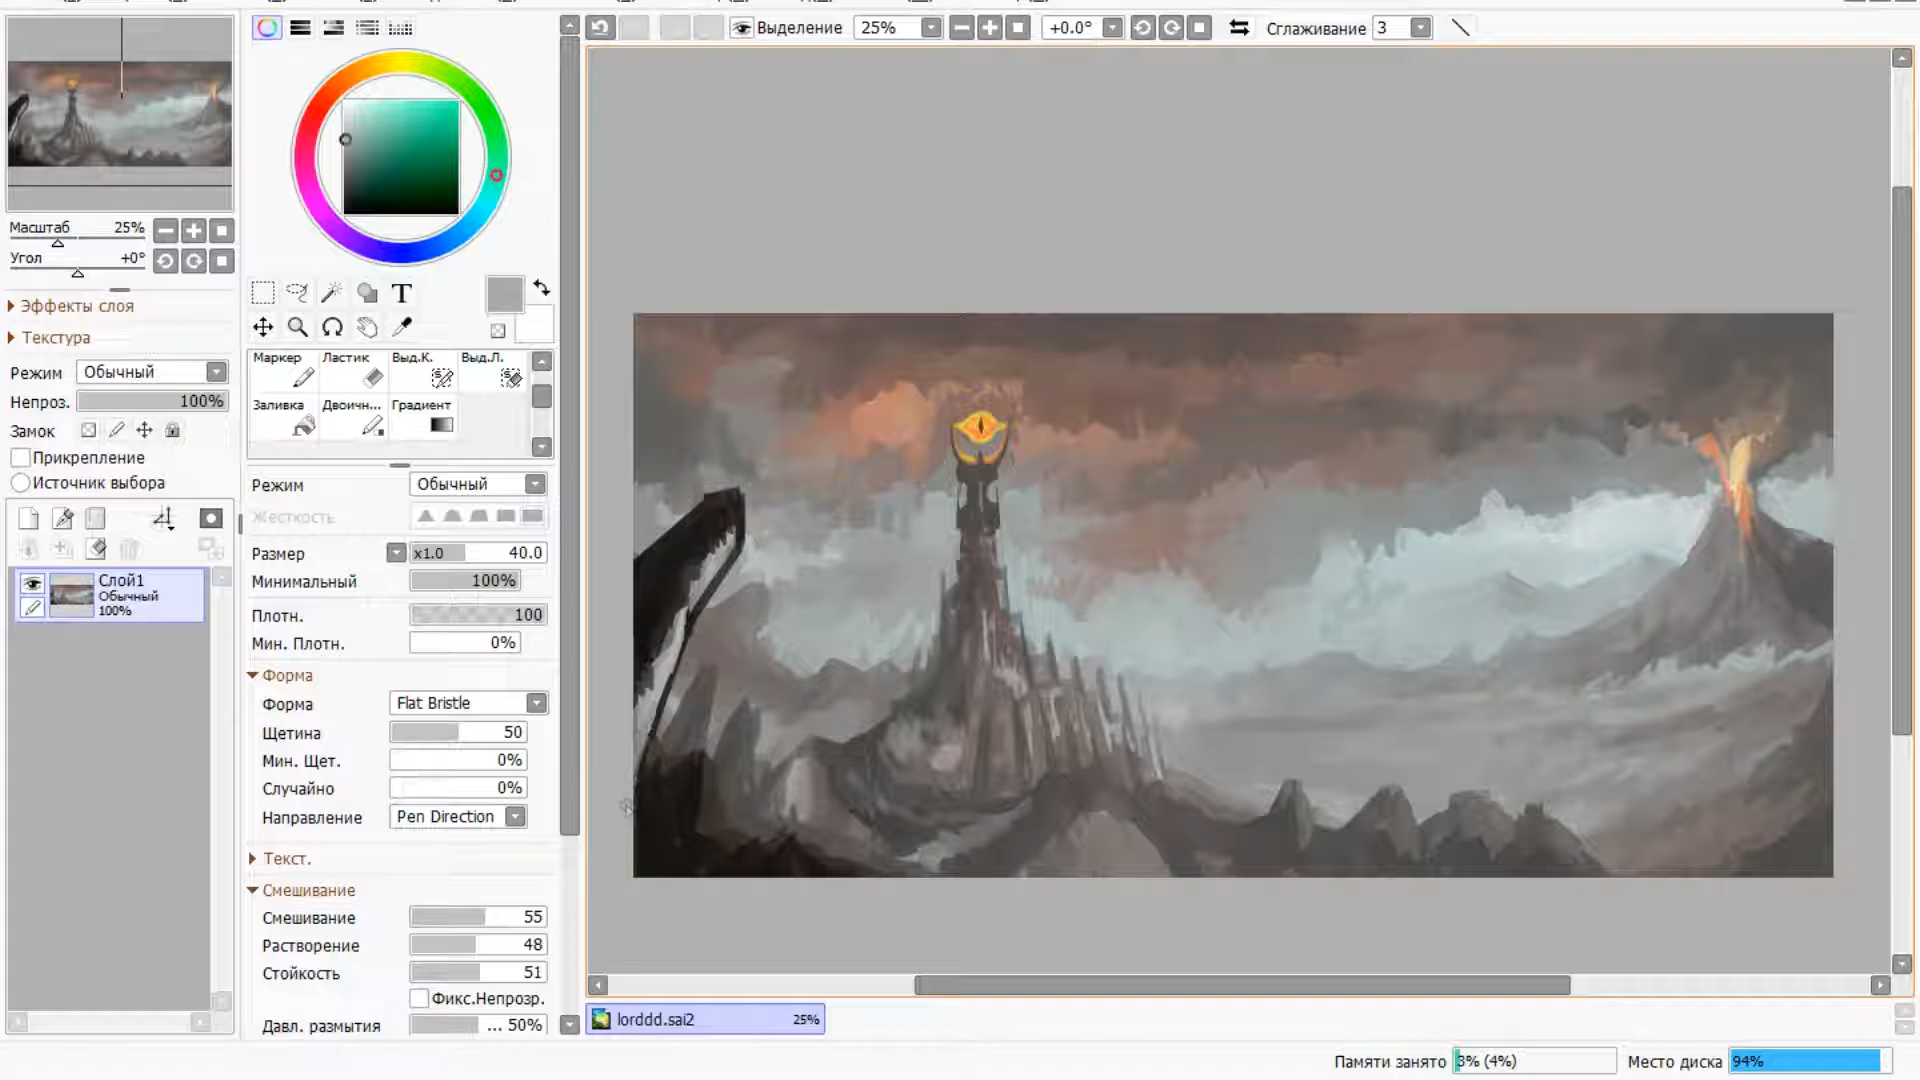 Выделение 25% +0.0° Сглаживание 3
Масштаб 25%
Угол +0°
Эффекты слоя
Текстура
Режим Обычный
Непроз. 100%
Замок
Прикрепление
Источник выбора
Слой1
Обычный
100%
T
Маркер Ластик Выд.К. Выд.Л.
Заливка Двоичн... Градиент
Режим Обычный
Жесткость
Размер x1.0 40.0
Минимальный 100%
Плотн. 100
Мин. Плотн. 0%
Форма
Форма Flat Bristle
Щетина 50
Мин. Щет. 0%
Случайно 0%
Направление Pen Direction
Текст.
Смешивание
Смешивание 55
Растворение 48
Стойкость 51
Фикс.Непрозр.
Давл. размытия ... 50%
lorddd.sai2 25%
Памяти занято 3% (4%) Место диска 94%